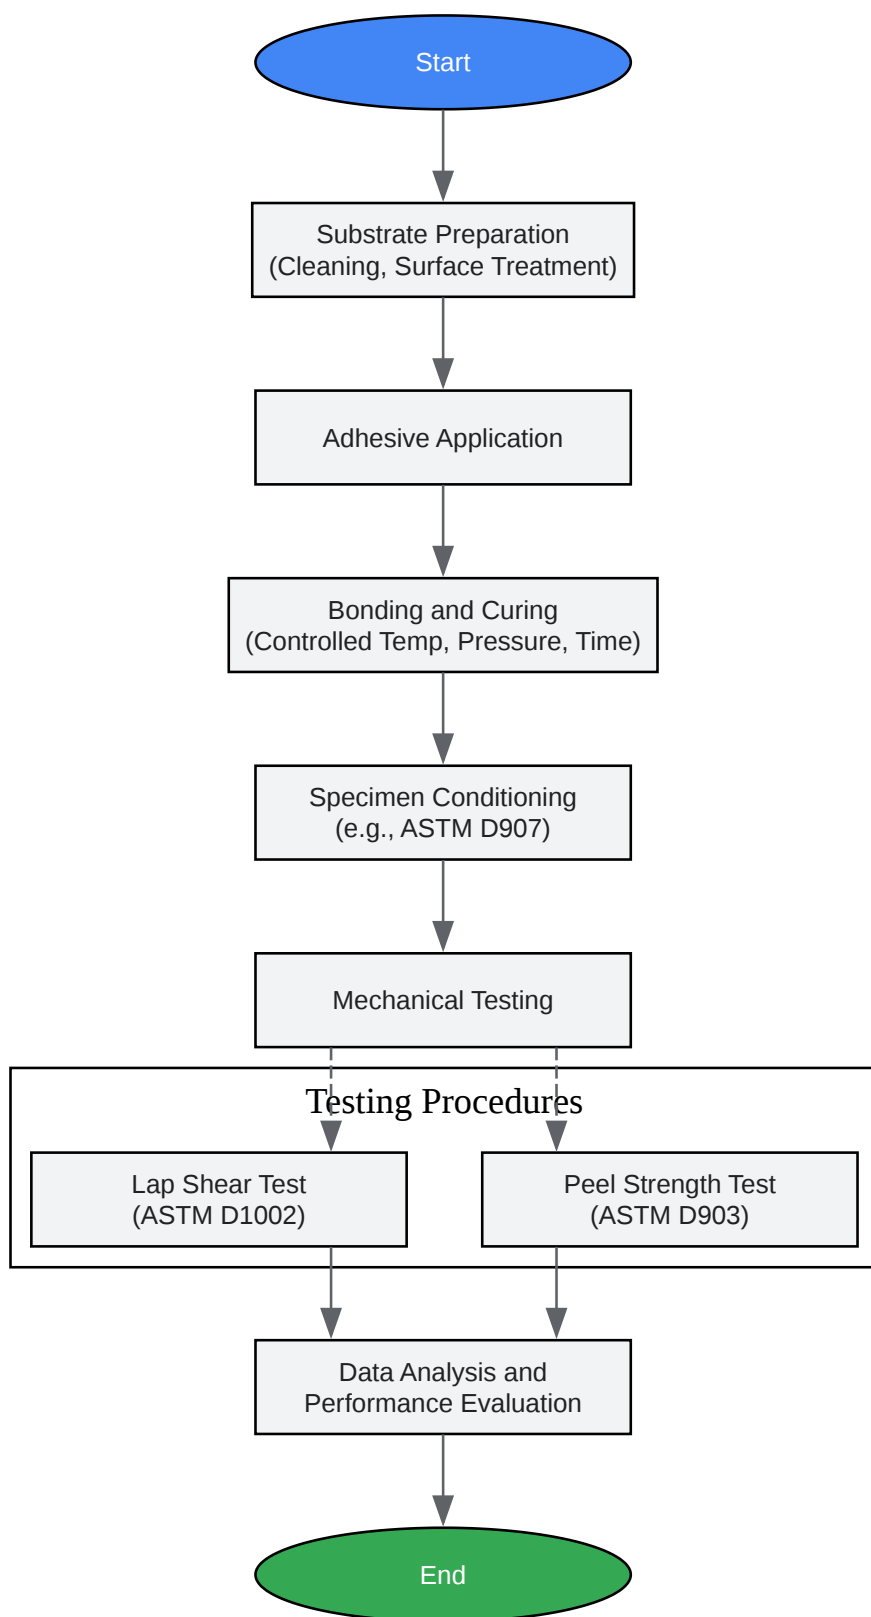 Start
Substrate Preparation
(Cleaning, Surface Treatment)
Adhesive Application
Bonding and Curing
(Controlled Temp, Pressure, Time)
Specimen Conditioning
(e.g., ASTM D907)
Mechanical Testing
Testing Procedures
Lap Shear Test
(ASTM D1002)
Peel Strength Test
(ASTM D903)
Data Analysis and
Performance Evaluation
End